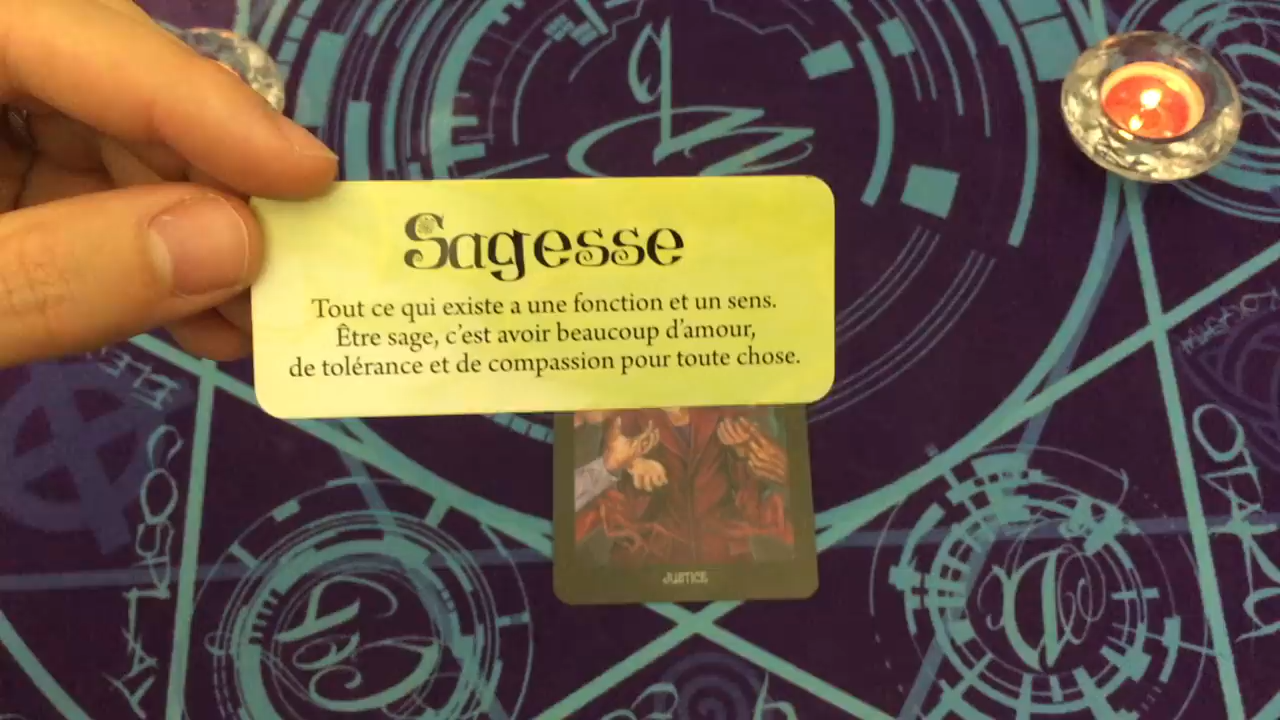 Sagesse
Tout ce qui existe a une fonction et un sens.
Être sage, c'est avoir beaucoup d'amour,
de tolérance et de compassion pour toute chose.
JUSTICE